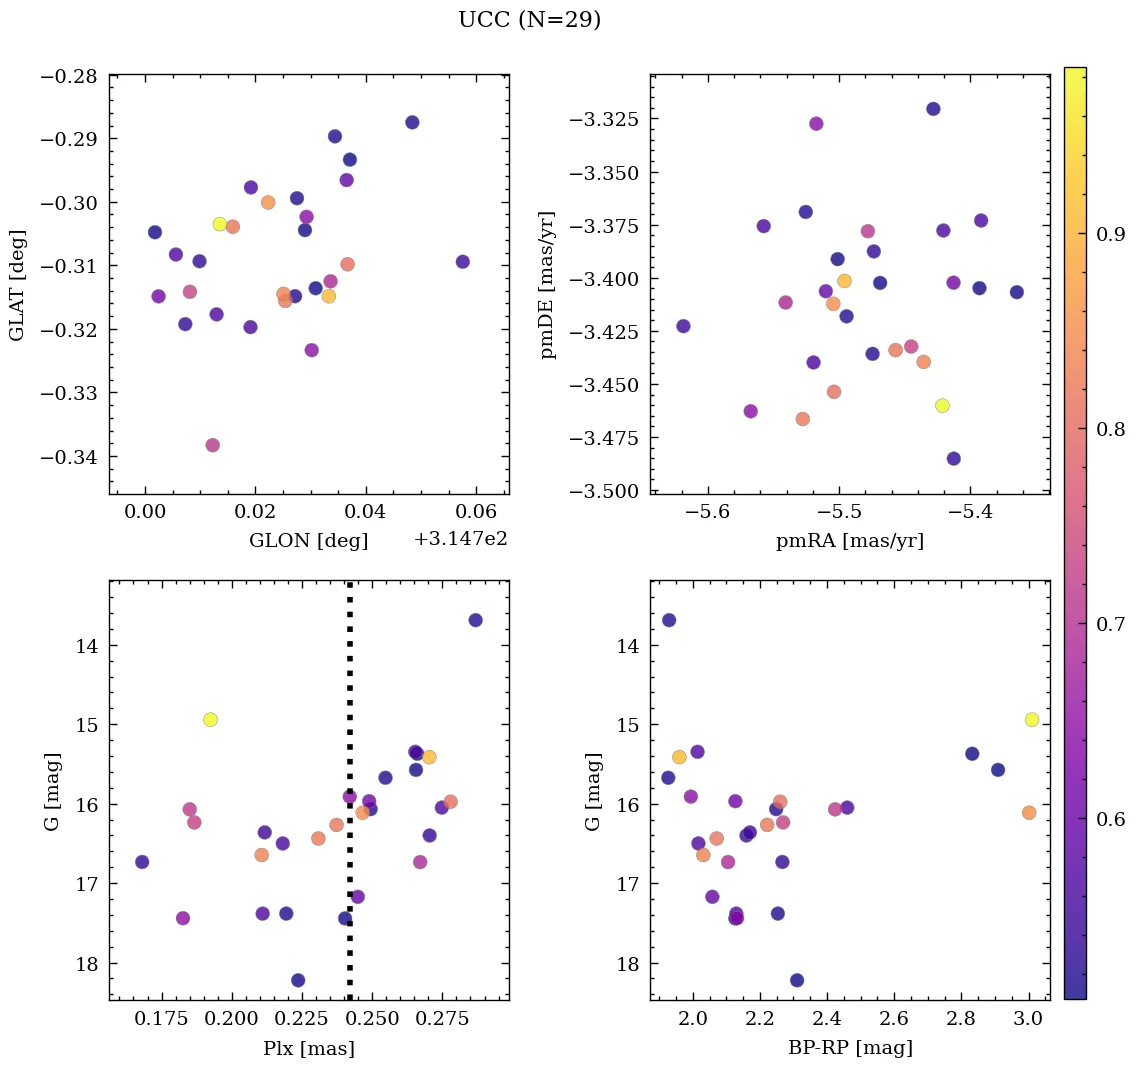 UCC (N=29)
−0.28
−0.29
−0.30
−0.31
−0.32
−0.33
−0.34
GLAT [deg]
0.00 0.02 0.04 0.06
GLON [deg]
+3.147e2
−3.325
−3.350
−3.375
−3.400
−3.425
−3.450
−3.475
−3.500
pmDE [mas/yr]
−5.6 −5.5 −5.4
pmRA [mas/yr]
14
15
16
17
18
G [mag]
0.175 0.200 0.225 0.250 0.275
Plx [mas]
14
15
16
17
18
G [mag]
2.0 2.2 2.4 2.6 2.8 3.0
BP-RP [mag]
0.9
0.8
0.7
0.6